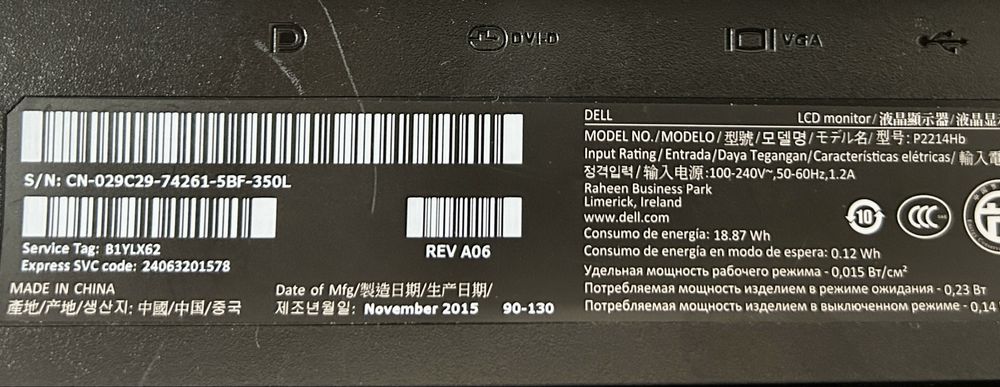 DVI-D
VGA
S/N: CN-029C29-74261-5BF-350L
Service Tag: B1YLX62
Express SVC code: 24063201578
REV A06
MADE IN CHINA
產地/产地/생산지: 中國/中国/중국
Date of Mfg/製造日期/生产日期/
제조년월일: November 2015 90-130
DELL
LCD monitor/液晶顯示器/液晶显
MODEL NO./MODELO/型號/모델명/モデル名/型号: P2214Hb
Input Rating/Entrada/Daya Tegangan/Características elétricas/輸入電
정격입력/输入电源:100-240V~,50-60Hz,1.2A
Raheen Business Park
Limerick, Ireland
www.dell.com
Consumo de energía: 18.87 Wh
Consumo de energía en modo de espera: 0.12 Wh
Удельная мощность рабочего режима - 0,015 Вт/cm²
Потребляемая мощность изделием в режиме ожидания - 0,23 Вт
Потребляемая мощность изделием в выключенном режиме - 0,14
10
CCC